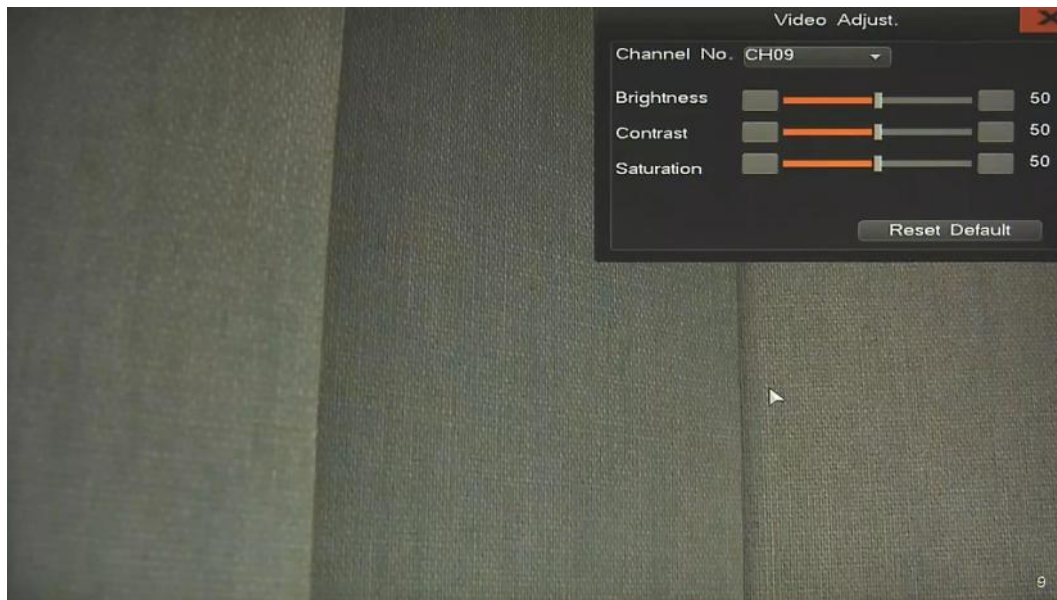 Video Adjust.
Channel No. CH09
Brightness 50
Contrast 50
Saturation 50
Reset Default
9